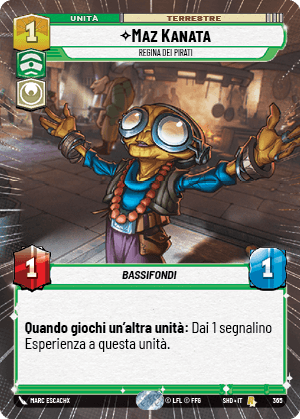 UNITÀ
TERRESTRE
1
✧MAZ KANATA
REGINA DEI PIRATI
1
BASSIFONDI
1
Quando giochi un'altra unità: Dai 1 segnalino
Esperienza a questa unità.
MARC ESCACHX
© LFL © FFG
SHD • IT
365